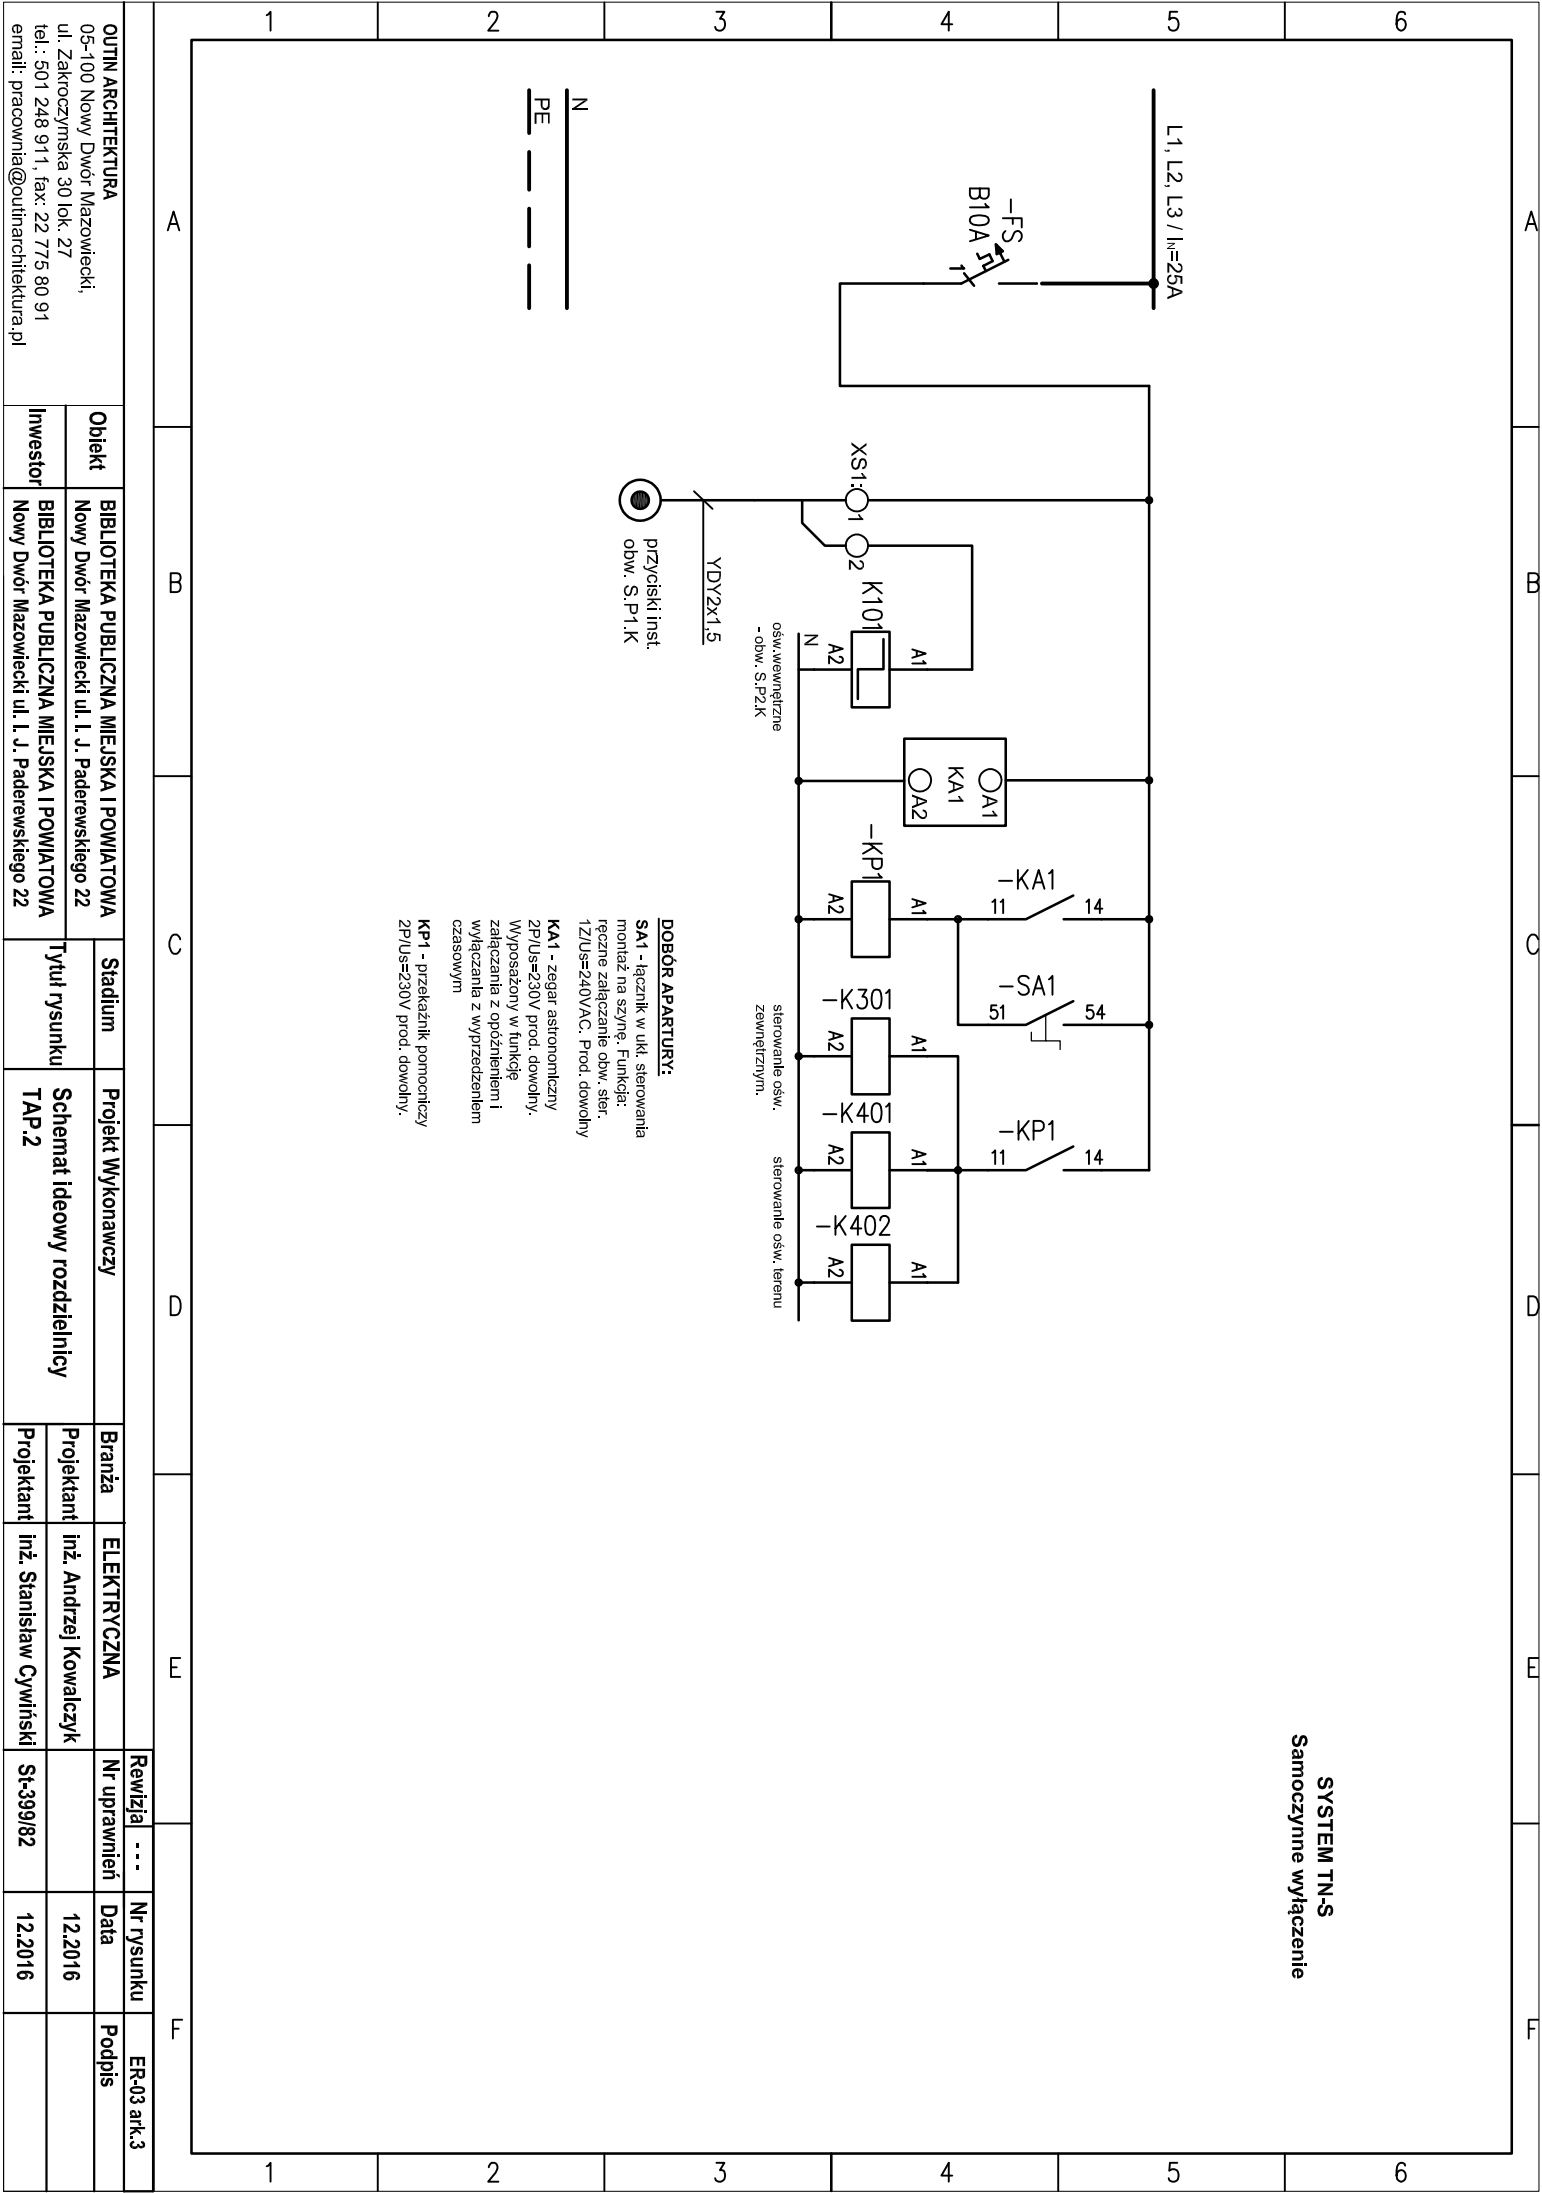 1
2
3
4
5
6
A
B
C
D
E
F
A
B
C
D
E
F
1
2
3
4
5
6
SYSTEM TN-S
Samoczynne wyłączenie
L1, L2, L3 / IN=25A
-FS
B10A
N
PE
XS1:
1
2
K101
A1
A2
N
ośw.wewnętrzne
- obw. S.P2.K
YDY2x1,5
przyciski inst.
obw. S.P1.K
A1
KA1
A2
-KA1
11
14
-SA1
51
54
-KP1
11
14
-KP1
A1
A2
-K301
A1
A2
-K401
A1
A2
-K402
A1
A2
sterowanie ośw.
zewnętrznym.
sterowanie ośw. terenu
DOBÓR APARTURY:
SA1 - łącznik w ukł. sterowania
montaż na szynę. Funkcja:
ręczne załączanie obw. ster.
1Z/Us=240VAC. Prod. dowolny
KA1 - zegar astronomiczny
2P/Us=230V prod. dowolny.
Wyposażony w funkcję
załączania z opóźnieniem i
wyłączania z wyprzedzeniem
czasowym
KP1 - przekaźnik pomocniczy
2P/Us=230V prod. dowolny.
Rewizja
---
Nr rysunku
ER-03 ark.3
OUTIN ARCHITEKTURA
05-100 Nowy Dwór Mazowiecki,
ul. Zakroczymska 30 lok. 27
tel.: 501 248 911, fax: 22 775 80 91
email: pracownia@outinarchitektura.pl
Obiekt
BIBLIOTEKA PUBLICZNA MIEJSKA I POWIATOWA
Nowy Dwór Mazowiecki ul. I. J. Paderewskiego 22
Inwestor
BIBLIOTEKA PUBLICZNA MIEJSKA I POWIATOWA
Nowy Dwór Mazowiecki ul. I. J. Paderewskiego 22
Stadium
Projekt Wykonawczy
Tytuł rysunku
Schemat ideowy rozdzielnicy
TAP.2
Branża
ELEKTRYCZNA
Nr uprawnień
Data
Podpis
Projektant
inż. Andrzej Kowalczyk
12.2016
Projektant
inż. Stanisław Cywiński
St-399/82
12.2016